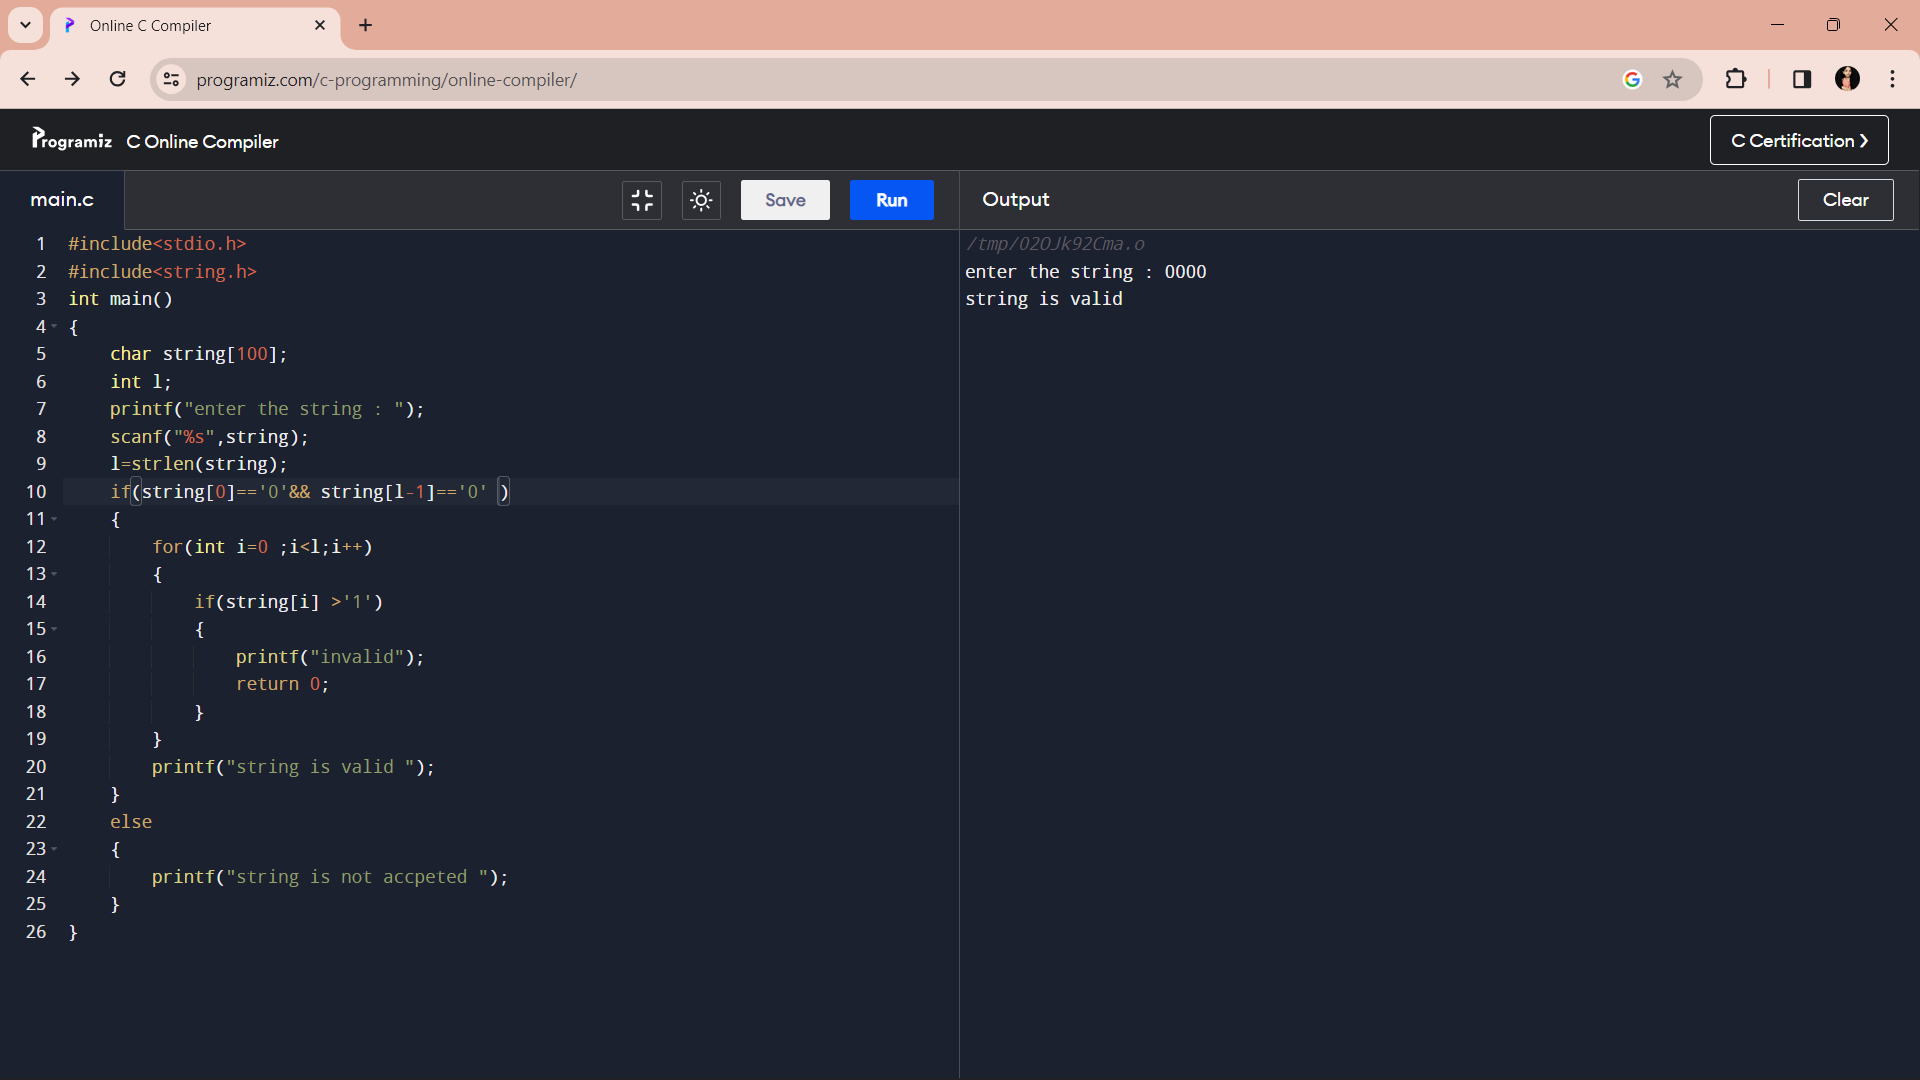 Online C Compiler
programiz.com/c-programming/online-compiler/
Programiz C Online Compiler
C Certification
main.c
Save
Run
Output
Clear
1 #include<stdio.h>
2 #include<string.h>
3 int main()
4 {
5 char string[100];
6 int l;
7 printf("enter the string : ");
8 scanf("%s",string);
9 l=strlen(string);
10 if(string[0]=='0'&& string[l-1]=='0' )
11 {
12 for(int i=0 ;i<l;i++)
13 {
14 if(string[i] >'1')
15 {
16 printf("invalid");
17 return 0;
18 }
19 }
20 printf("string is valid ");
21 }
22 else
23 {
24 printf("string is not accpeted ");
25 }
26 }
/tmp/02OJk92Cma.o
enter the string : 0000
string is valid